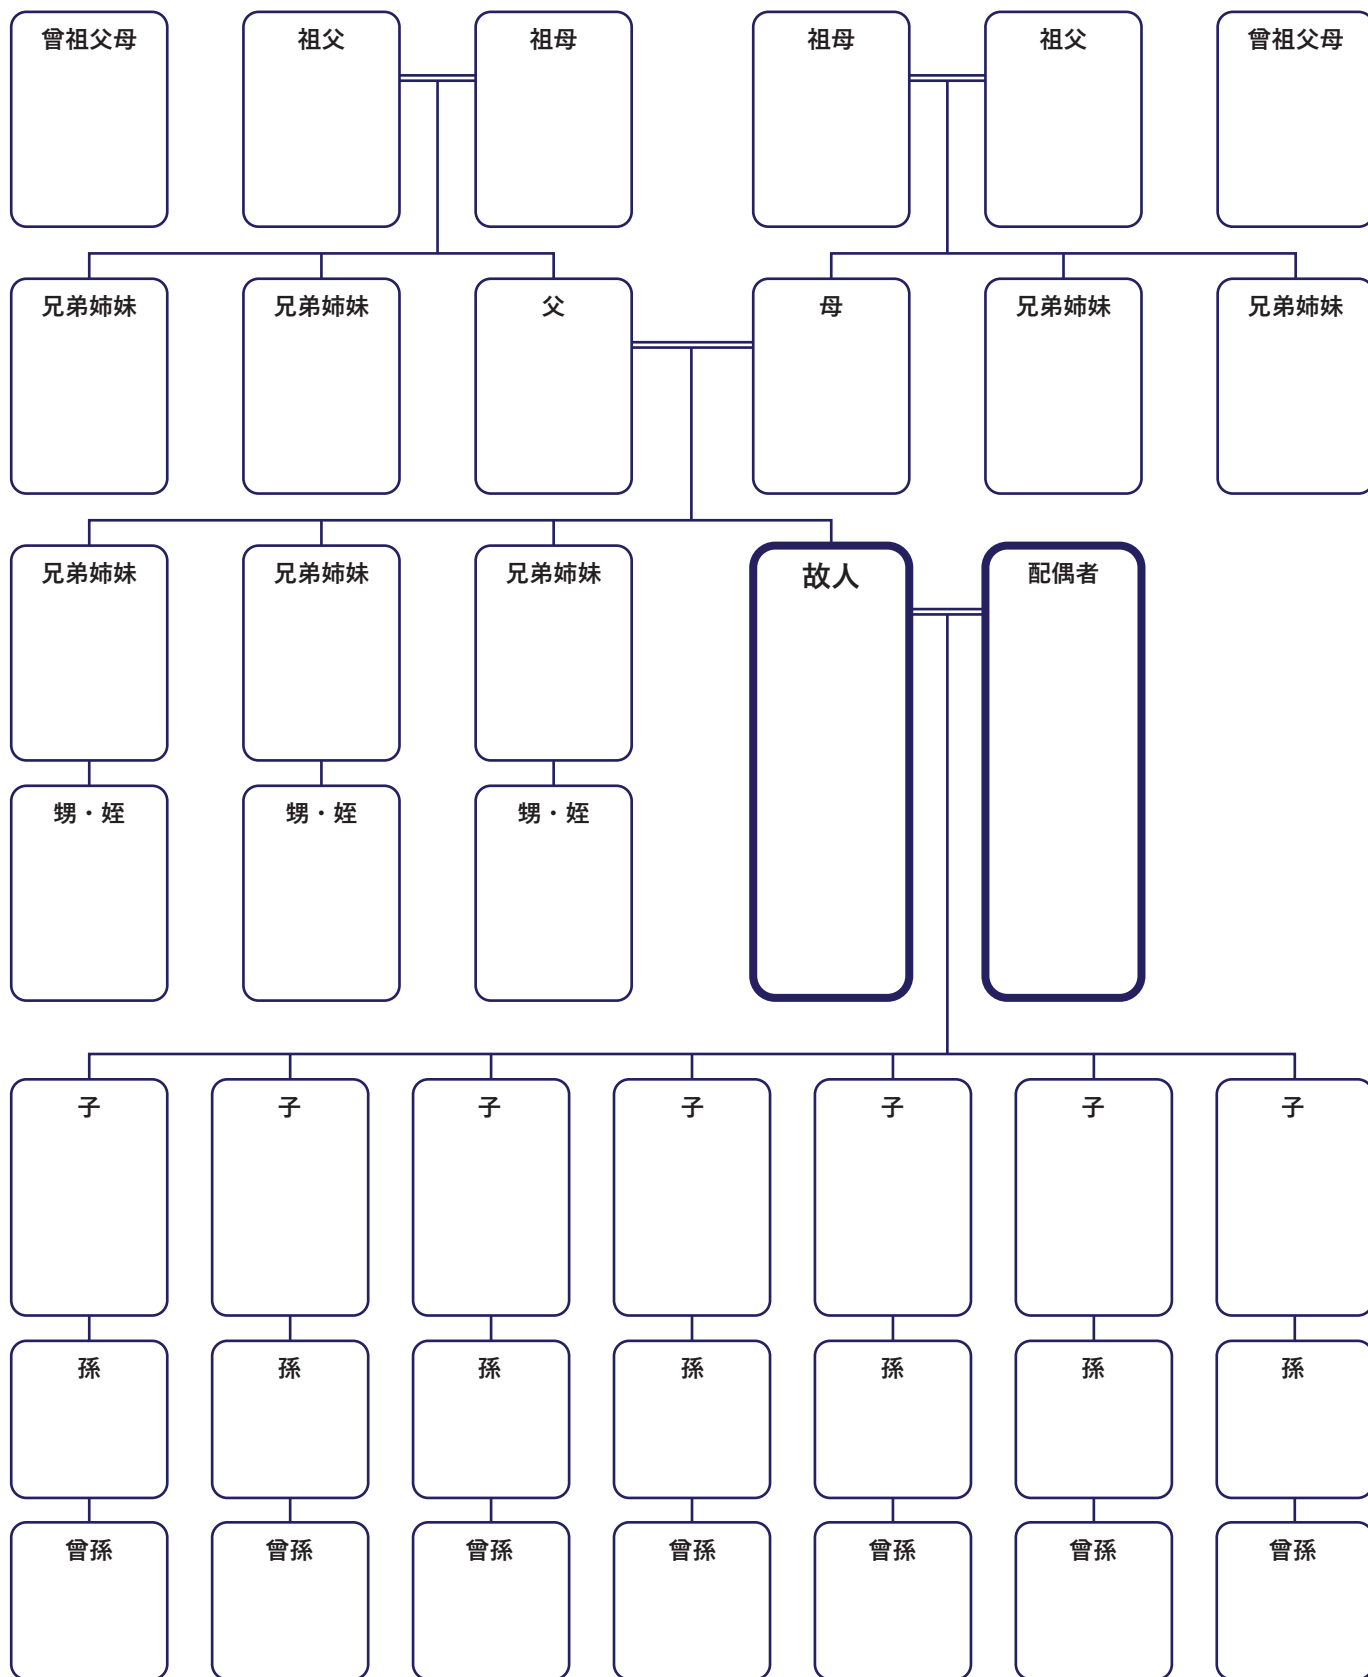 曾祖父母
祖父
祖母
祖母
祖父
曾祖父母
兄弟姉妹
兄弟姉妹
父
母
兄弟姉妹
兄弟姉妹
兄弟姉妹
兄弟姉妹
兄弟姉妹
故人
配偶者
甥・姪
甥・姪
甥・姪
子
子
子
子
子
子
子
孫
孫
孫
孫
孫
孫
孫
曾孫
曾孫
曾孫
曾孫
曾孫
曾孫
曾孫